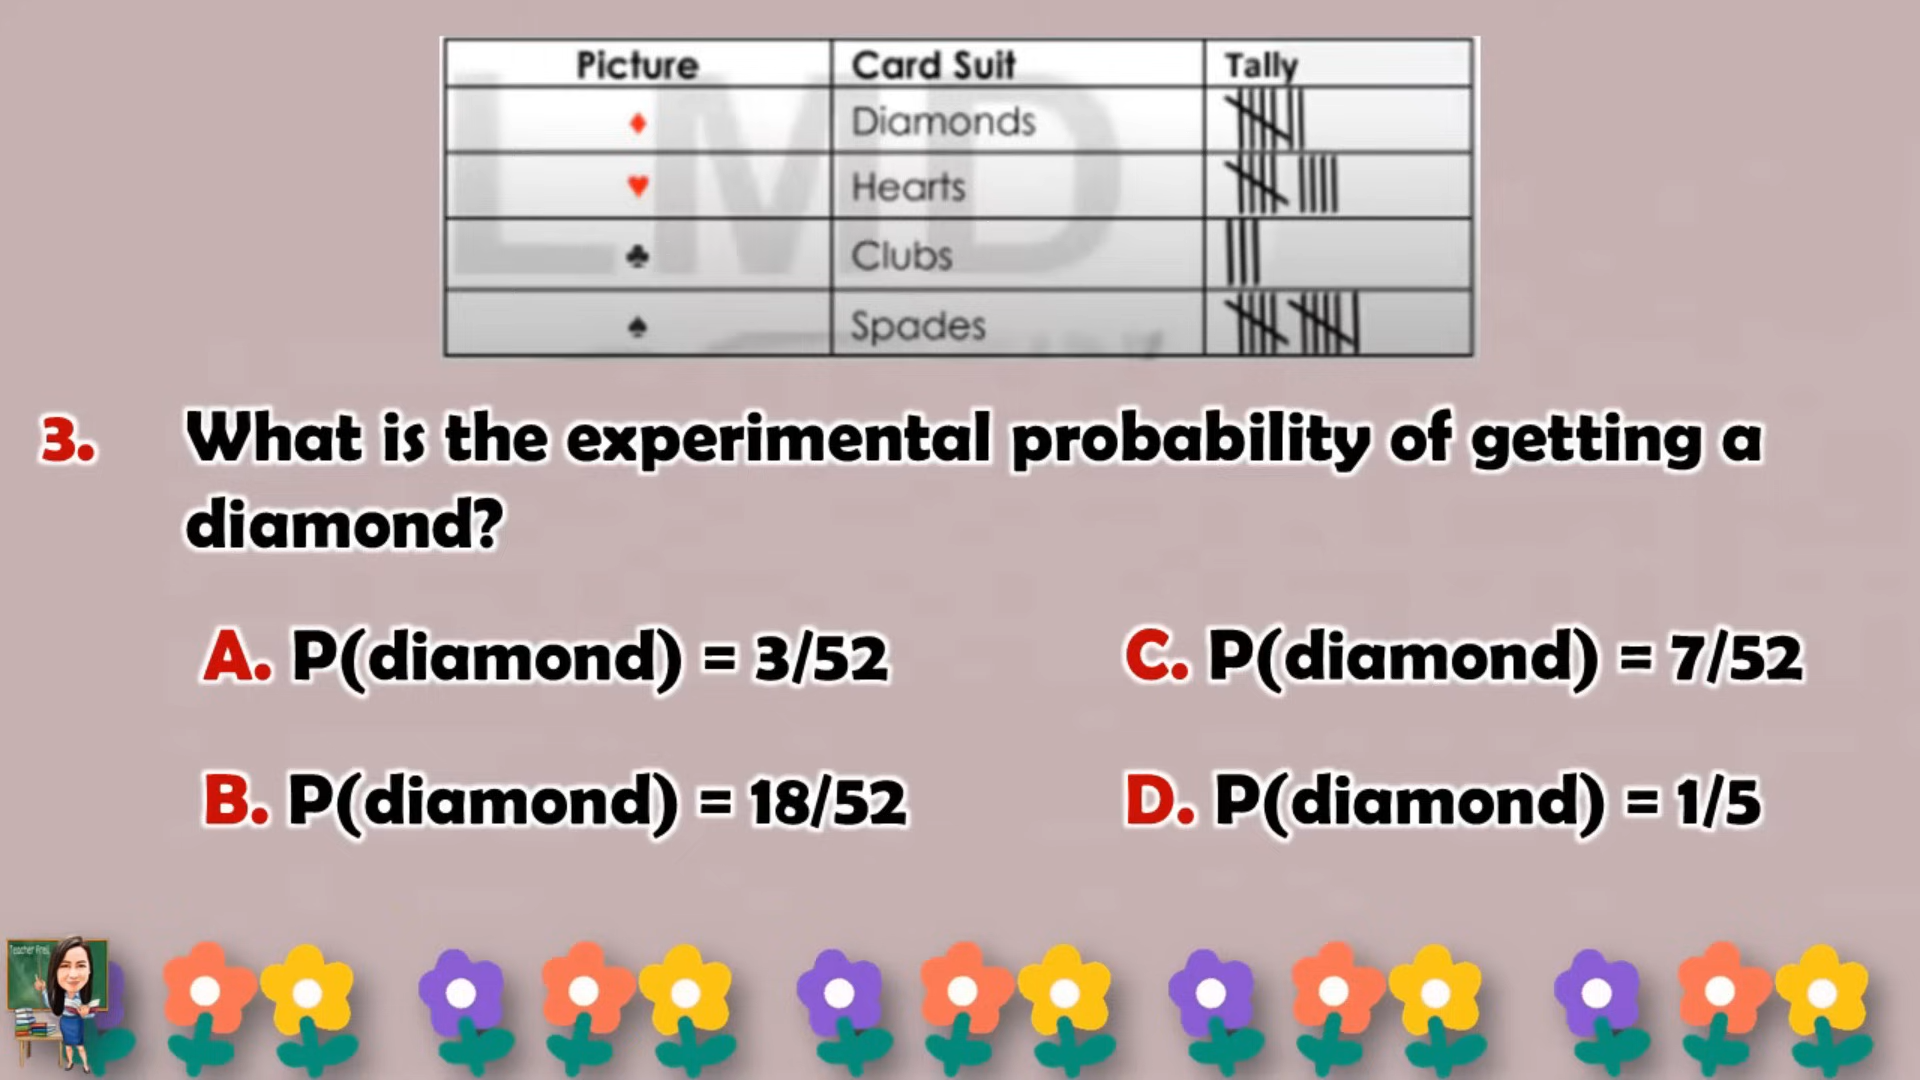 Picture Card Suit Tally
Diamonds
Hearts
Clubs
Spades
LMD
3. What is the experimental probability of getting a
diamond?
A. P(diamond) = 3/52
C. P(diamond) = 7/52
B. P(diamond) = 18/52
D. P(diamond) = 1/5